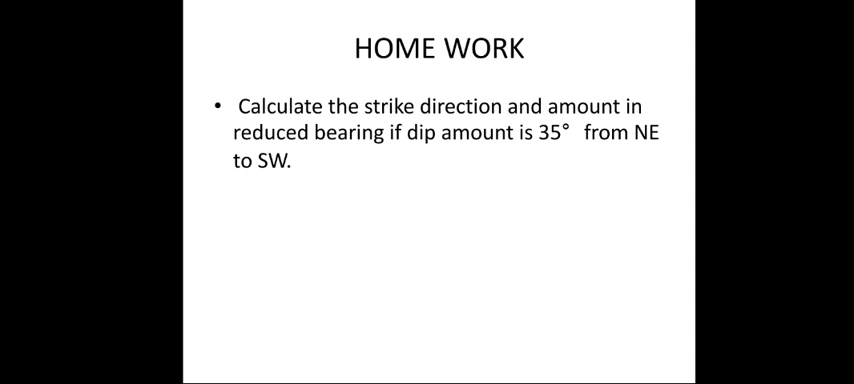 HOME WORK
• Calculate the strike direction and amount in
reduced bearing if dip amount is 35° from NE
to SW.